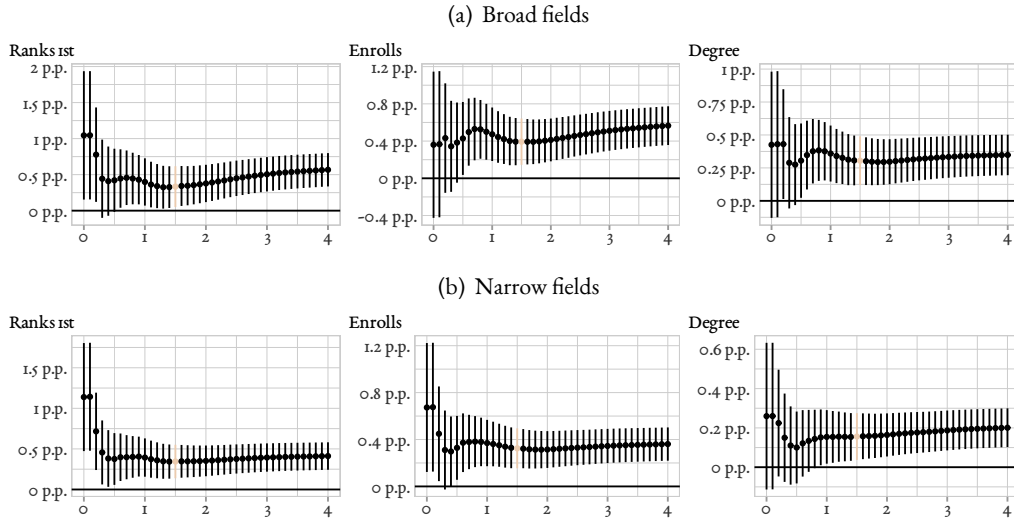 (a) Broad fields
Ranks 1st
2 p.p.
1.5 p.p.
1 p.p.
0.5 p.p.
0 p.p.
0 1 2 3 4
Enrolls
1.2 p.p.
0.8 p.p.
0.4 p.p.
0 p.p.
-0.4 p.p.
0 1 2 3 4
Degree
1 p.p.
0.75 p.p.
0.5 p.p.
0.25 p.p.
0 p.p.
0 1 2 3 4
(b) Narrow fields
Ranks 1st
1.5 p.p.
1 p.p.
0.5 p.p.
0 p.p.
0 1 2 3 4
Enrolls
1.2 p.p.
0.8 p.p.
0.4 p.p.
0 p.p.
0 1 2 3 4
Degree
0.6 p.p.
0.4 p.p.
0.2 p.p.
0 p.p.
0 1 2 3 4